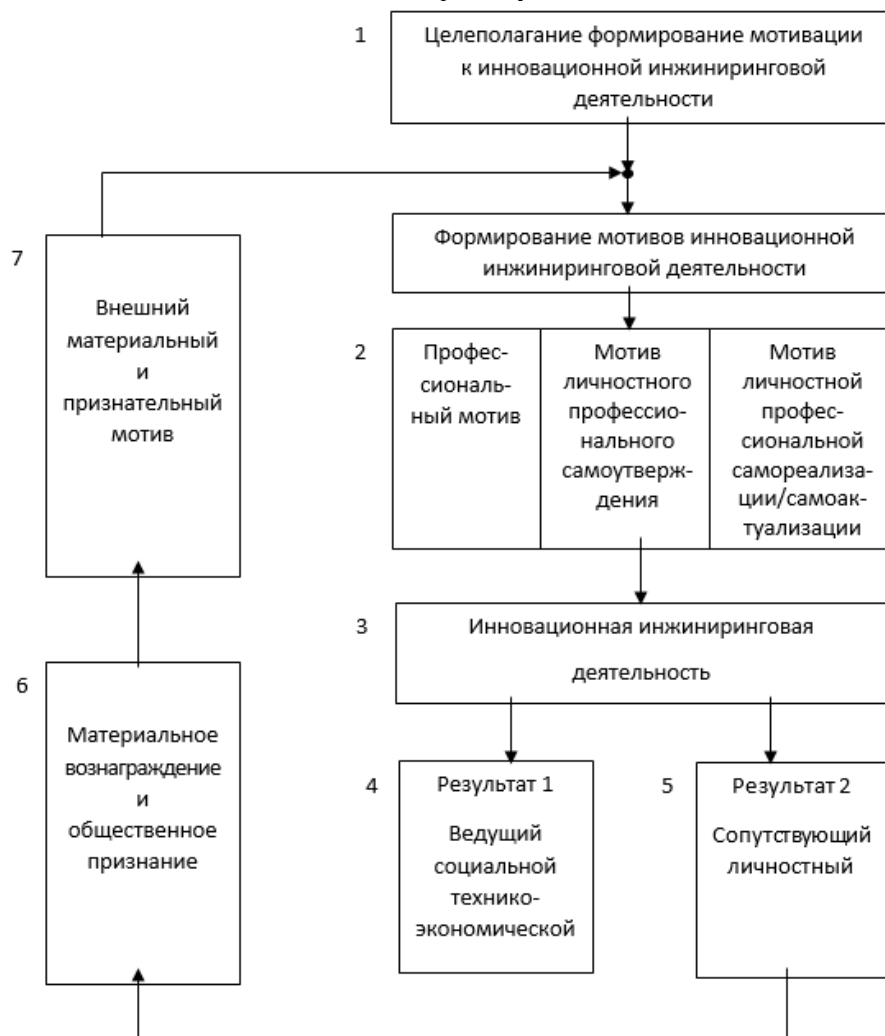 1
Целеполагание формирование мотивации
к инновационной инжиниринговой
деятельности
Формирование мотивов инновационной
инжиниринговой деятельности
7
Внешний
материальный
и
признательный
мотив
2
Профес-
сиональ-
ный мотив
Мотив
личностного
профессио-
нального
самоутверж-
дения
Мотив
личностной
профес-
сиональной
самореализа-
ции/самоак-
туализации
3
Инновационная инжиниринговая
деятельность
6
Материальное
вознаграждение
и
общественное
признание
4
Результат 1
Ведущий
социальной
технико-
экономической
5
Результат 2
Сопутствующий
личностный